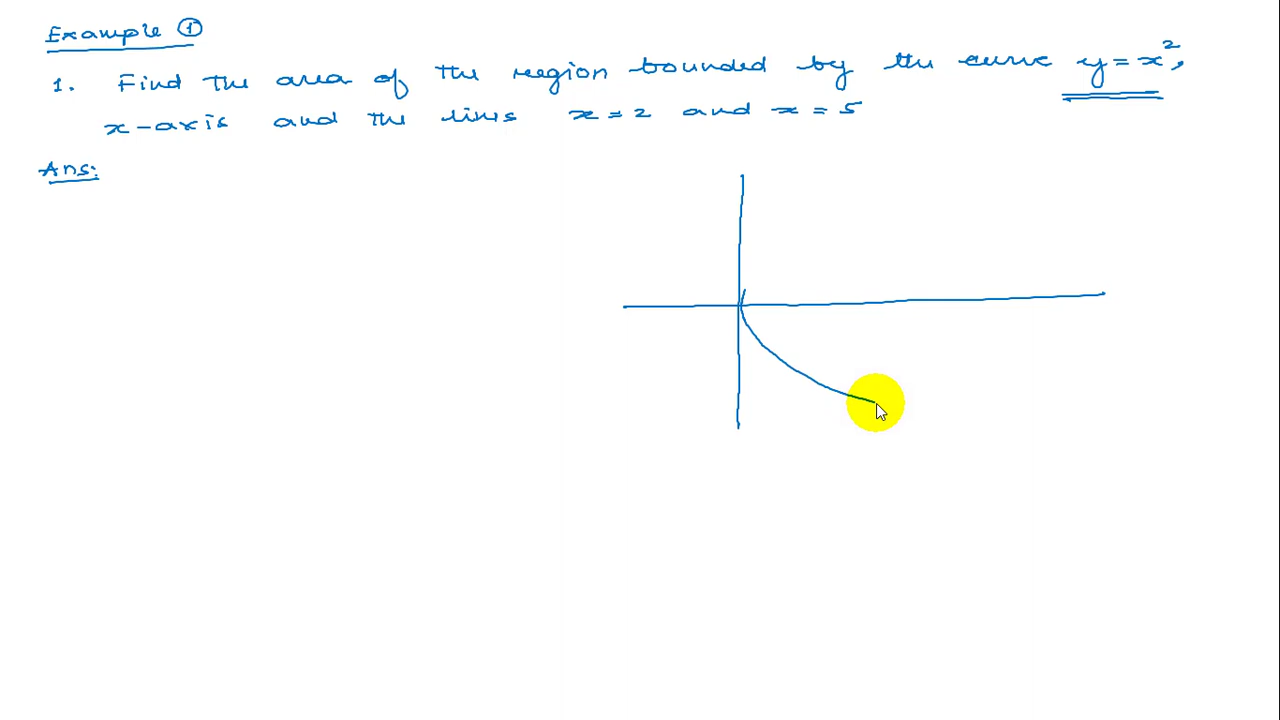 Example ①
1. Find the area of the region bounded by the curve y = x²,
x-axis and the lines x = 2 and x = 5
Ans: